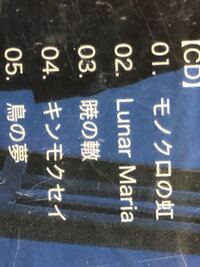 【CD】
01. モノクロの虹
02. Lunar Maria
03. 暁の轍
04. キンモクセイ
05. 鳥の夢